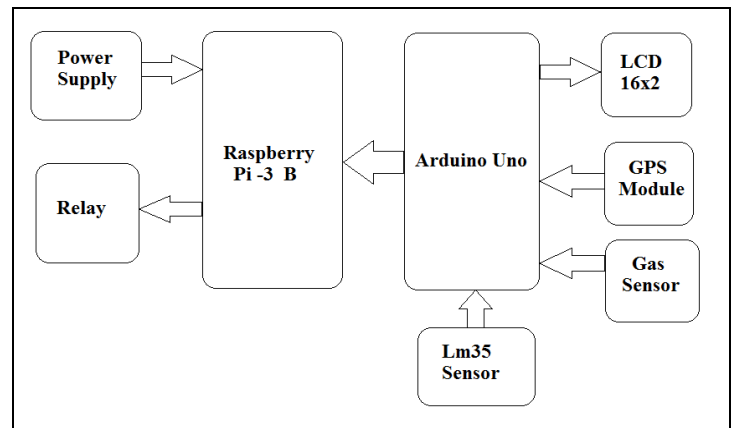 Power
Supply
Relay
Raspberry
Pi -3 B
Arduino Uno
LCD
16x2
GPS
Module
Gas
Sensor
Lm35
Sensor